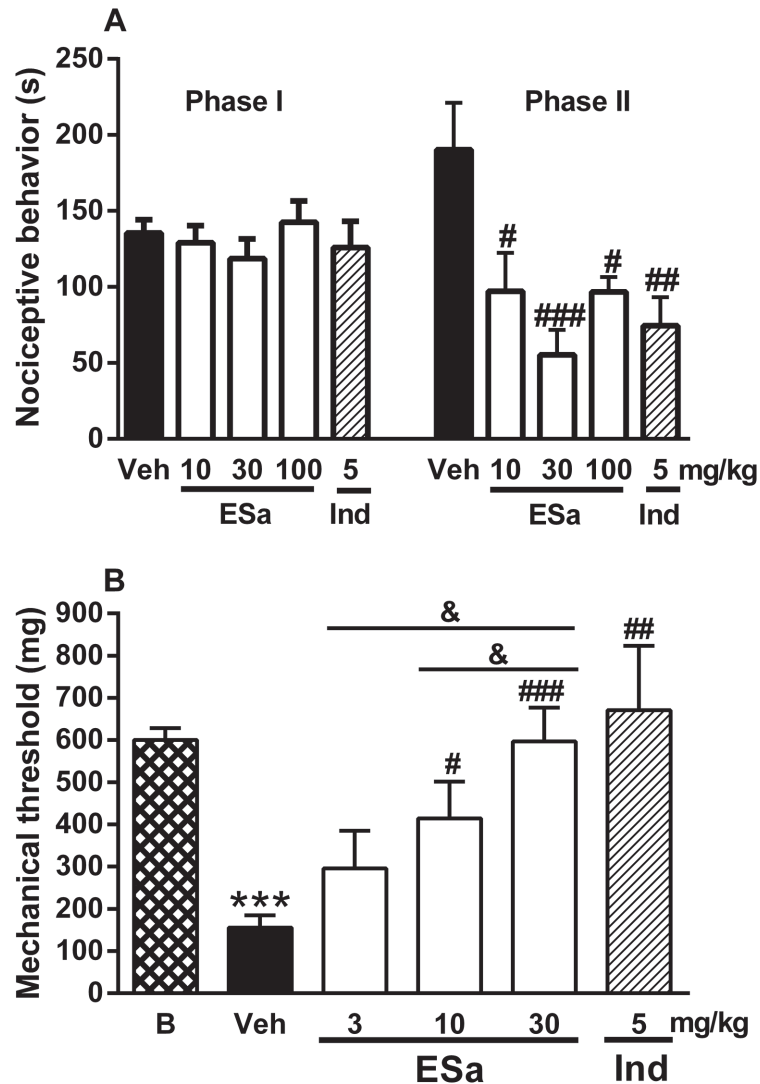 A
Nociceptive behavior (s)
250
200
150
100
50
0
Phase I
Phase II
# ### # ##
Veh 10 30 100 5 Veh 10 30 100 5 mg/kg
ESa Ind ESa Ind
B
Mechanical threshold (mg)
900
800
700
600
500
400
300
200
100
0
&
&
*** # ### ##
B Veh 3 10 30 5 mg/kg
ESa Ind